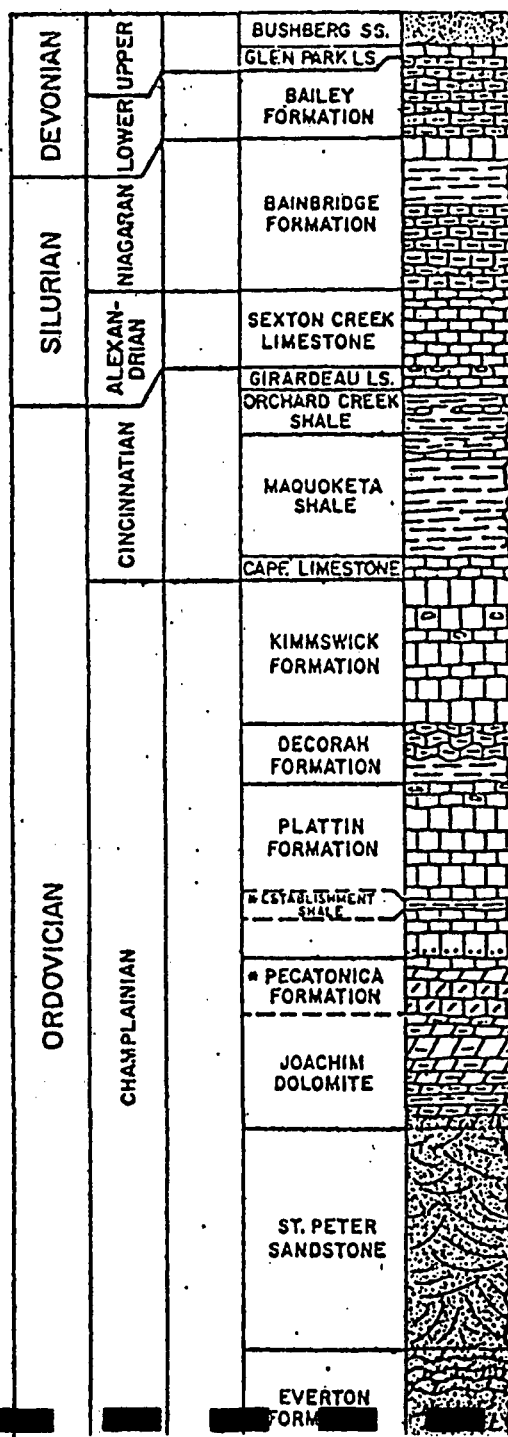 DEVONIAN
SILURIAN
ORDOVICIAN
UPPER
LOWER
NIAGARAN
ALEXAN-
DRIAN
CINCINNATIAN
CHAMPLAINIAN
BUSHBERG SS.
GLEN PARK LS.
BAILEY
FORMATION
BAINBRIDGE
FORMATION
SEXTON CREEK
LIMESTONE
GIRARDEAU LS.
ORCHARD CREEK
SHALE
MAQUOKETA
SHALE
CAPE LIMESTONE
KIMMSWICK
FORMATION
DECORAH
FORMATION
PLATTIN
FORMATION
* ESTABLISHMENT
SHALE
* PECATONICA
FORMATION
JOACHIM
DOLOMITE
ST. PETER
SANDSTONE
EVERTON